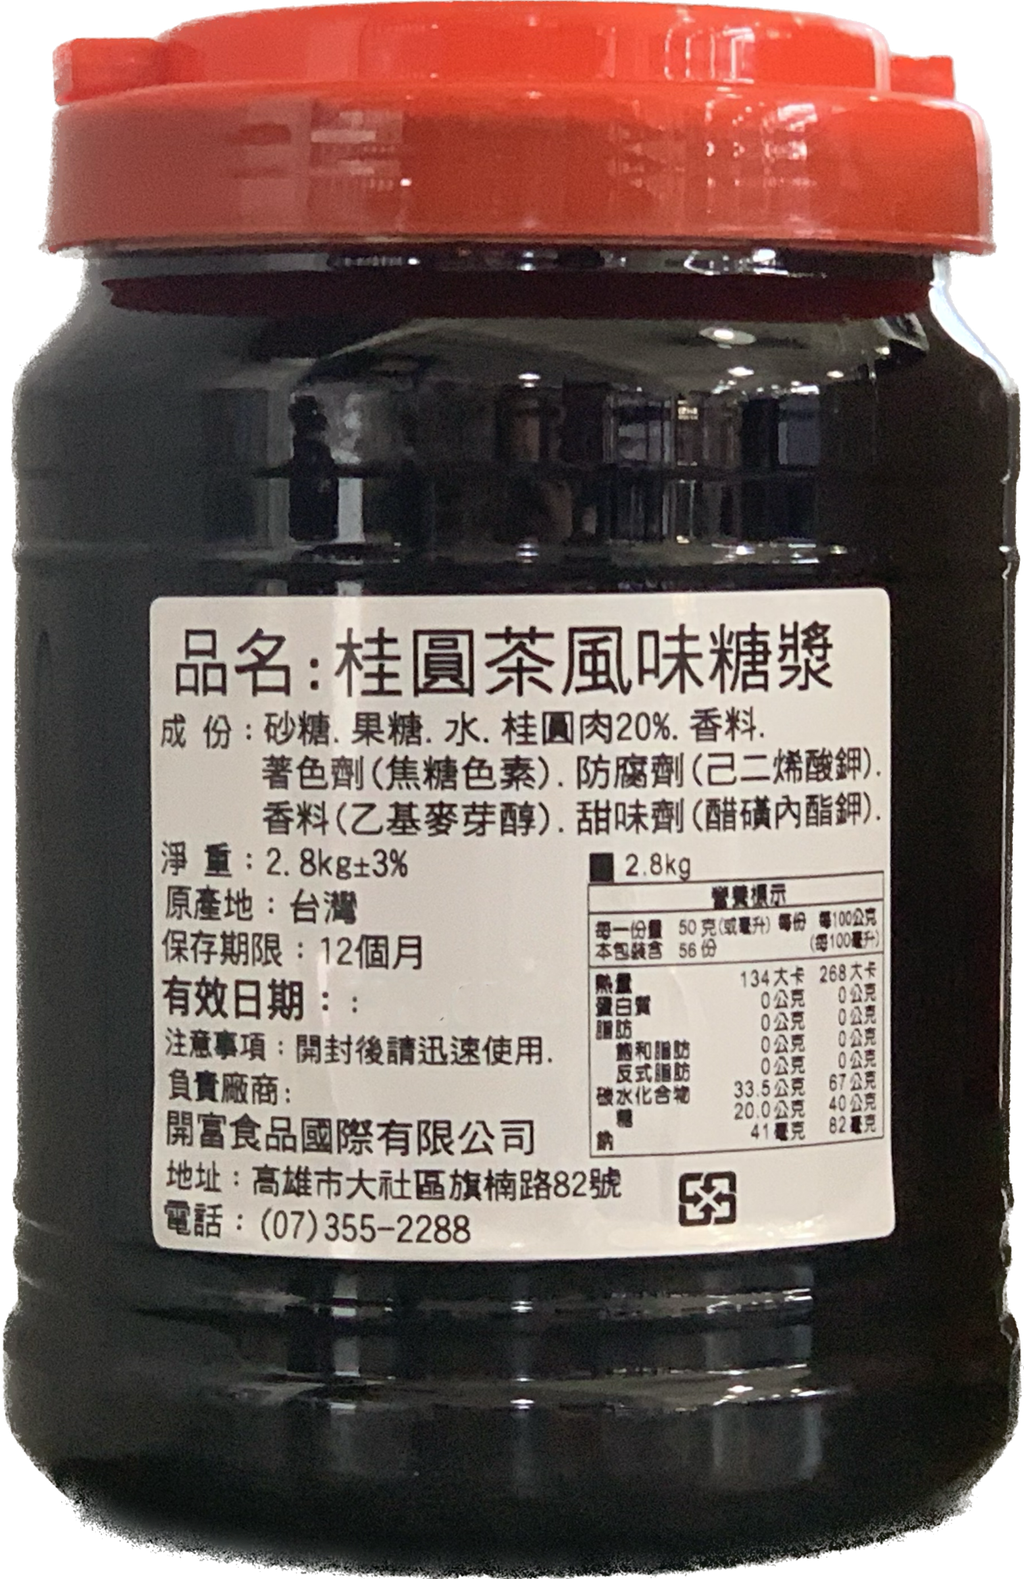 品名:桂圓茶風味糖漿
成 份:砂糖. 果糖. 水. 桂圓肉20%. 香料.
著色劑(焦糖色素). 防腐劑(己二烯酸鉀).
香料(乙基麥芽醇). 甜味劑(醋磺內酯鉀).
淨 重:2.8kg±3%
原產地:台灣
保存期限:12個月
有效日期: :
注意事項:開封後請迅速使用.
負責廠商:
開富食品國際有限公司
地址:高雄市大社區旗楠路82號
電話:(07)355-2288
■ 2.8kg
營養標示
每一份量 50克(或毫升) 每份 每100公克
本包裝含 56份 (每100毫升)
熱量 134大卡 268大卡
蛋白質 0公克 0公克
脂肪 0公克 0公克
飽和脂肪 0公克 0公克
反式脂肪 0公克 0公克
碳水化合物 33.5公克 67公克
糖 20.0公克 40公克
鈉 41毫克 82毫克